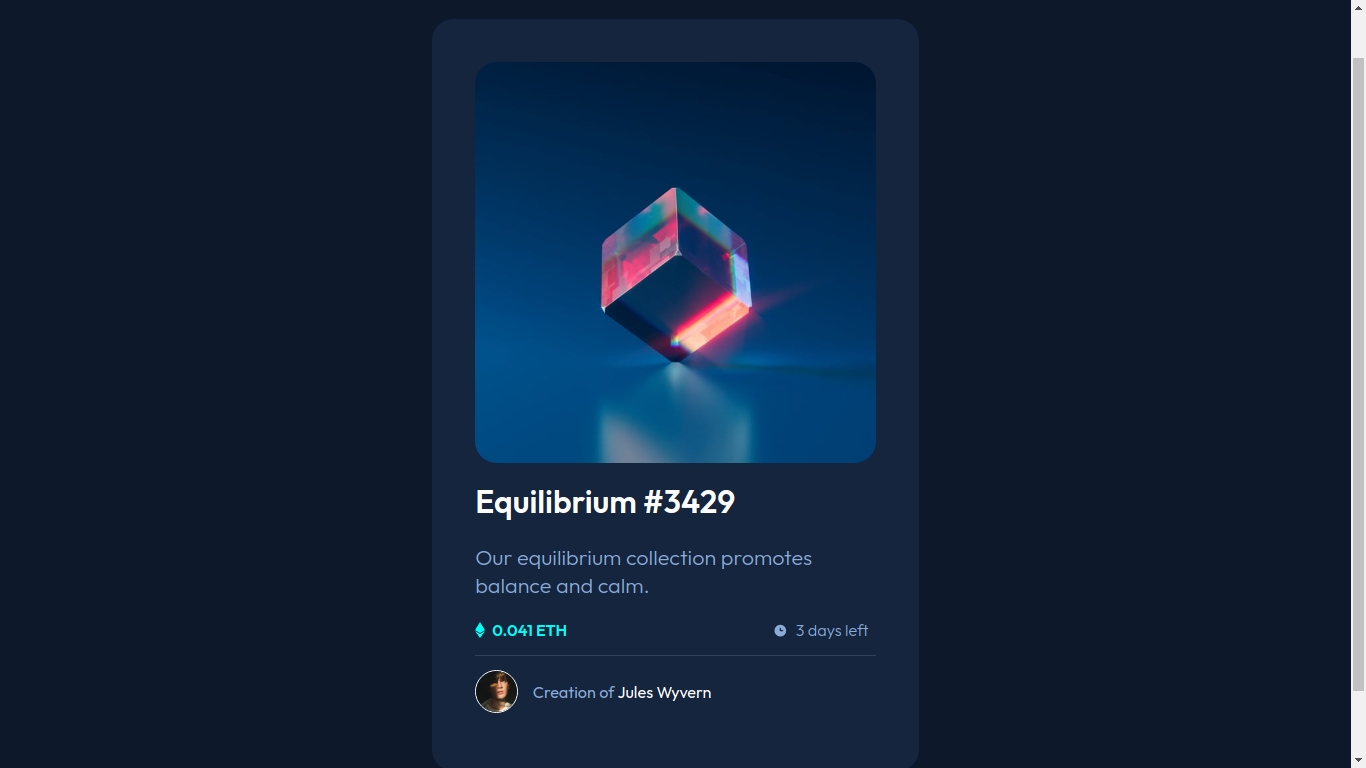 Equilibrium #3429
Our equilibrium collection promotes
balance and calm.
0.041 ETH
3 days left
Creation of Jules Wyvern